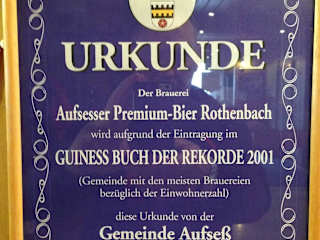 URKUNDE
Der Brauerei
Aufsesser Premium-Bier Rothenbach
wird aufgrund der Eintragung im
GUINESS BUCH DER REKORDE 2001
(Gemeinde mit den meisten Brauereien
bezüglich der Einwohnerzahl)
diese Urkunde von der
Gemeinde Aufseß